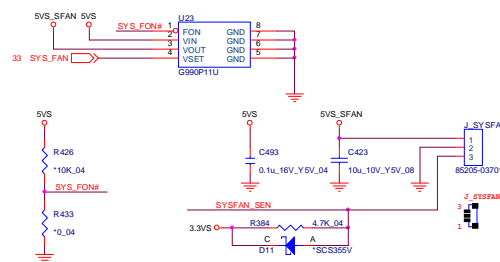 5VS_SFAN 5VS
U23
SYS_FON# 1 FON GND 8
2 VIN GND 7
3 VOUT GND 6
33 SYS_FAN 4 VSET GND 5
G990P11U
5VS 5VS 5VS_SFAN
J_SYSFA
R426 C493 C423 1
2
*10K_04 0.1u_16V_Y5V_04 10u_10V_Y5V_08 3
SYS_FON# 85205-03701
SYSFAN_SEN J_SYSFAN
R433 R384 4.7K_04 3
*0_04 3.3VS 1
C A
D11 *SCS355V